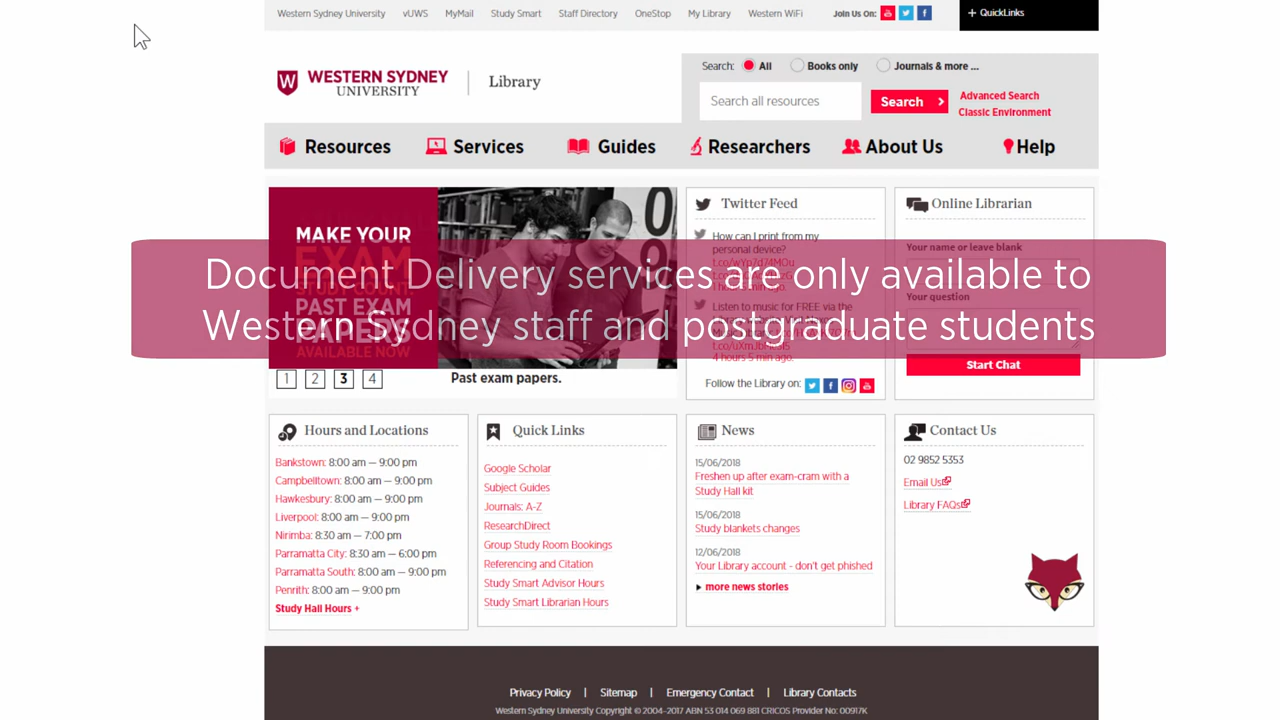 Western Sydney University vUWS MyMail Study Smart Staff Directory OneStop My Library Western WiFi Join Us On: + QuickLinks
WESTERN SYDNEY
UNIVERSITY
Library
Search: All Books only Journals & more ...
Search all resources
Search
Advanced Search
Classic Environment
Resources Services Guides Researchers About Us Help
MAKE YOUR
EXAM
PAST EXAM
PAPERS
AVAILABLE NOW
1 2 3 4
Past exam papers.
Twitter Feed
How can I print from my
personal device?
Listen to music for FREE via the
4 hours 5 min ago.
Follow the Library on:
Online Librarian
Your name or leave blank
Your question
Start Chat
Document Delivery services are only available to
Western Sydney staff and postgraduate students
Hours and Locations
Bankstown: 8:00 am — 9:00 pm
Campbelltown: 8:00 am — 9:00 pm
Hawkesbury: 8:00 am — 9:00 pm
Liverpool: 8:00 am — 9:00 pm
Nirimba: 8:30 am — 7:00 pm
Parramatta City: 8:30 am — 6:00 pm
Parramatta South: 8:00 am — 9:00 pm
Penrith: 8:00 am — 9:00 pm
Study Hall Hours +
Quick Links
Google Scholar
Subject Guides
Journals: A-Z
ResearchDirect
Group Study Room Bookings
Referencing and Citation
Study Smart Advisor Hours
Study Smart Librarian Hours
News
15/06/2018
Freshen up after exam-cram with a
Study Hall kit
15/06/2018
Study blankets changes
12/06/2018
Your Library account - don't get phished
more news stories
Contact Us
02 9852 5353
Email Us
Library FAQs
Privacy Policy | Sitemap | Emergency Contact | Library Contacts
Western Sydney University Copyright © 2004-2017 ABN 53 014 069 881 CRICOS Provider No: 00917K